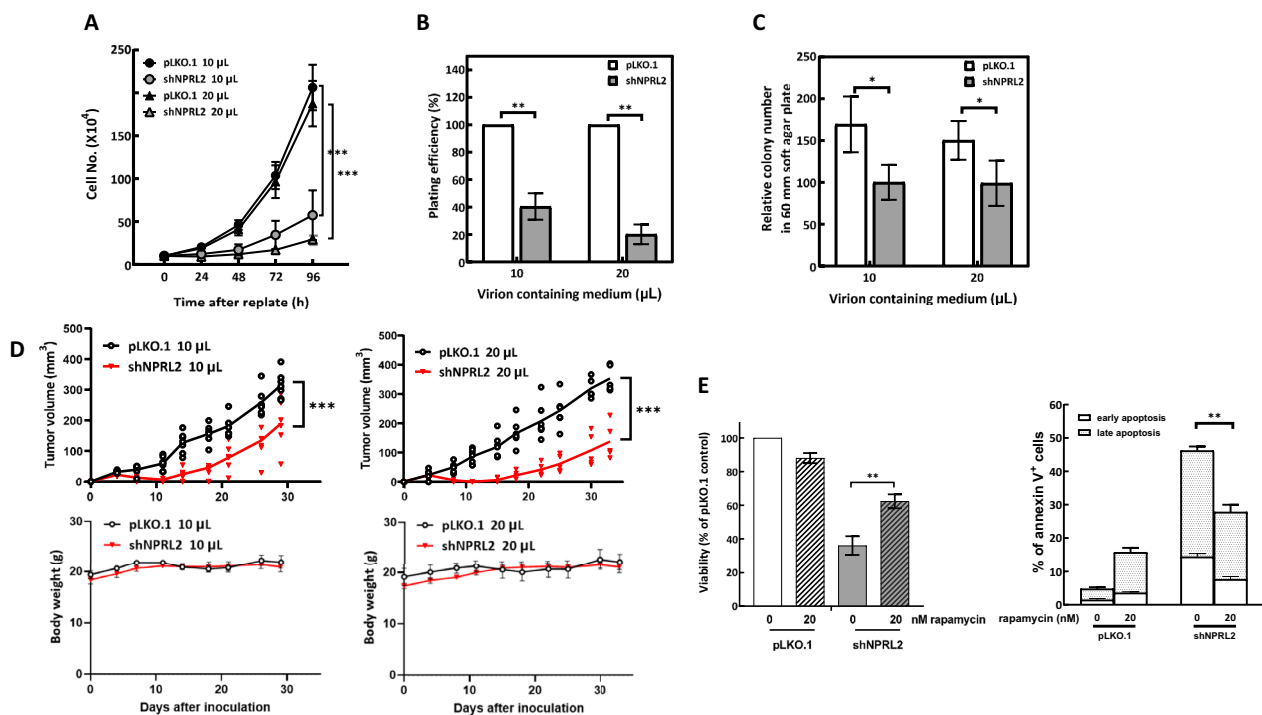 A
250
200
150
100
50
0
Cell No. (X10⁴)
pLKO.1 10 µL
shNPRL2 10 µL
pLKO.1 20 µL
shNPRL2 20 µL
***
***
0 24 48 72 96
Time after replate (h)
B
140
120
100
80
60
40
20
0
Plating efficiency (%)
pLKO.1
shNPRL2
**
**
10 20
Virion containing medium (µL)
C
250
200
150
100
50
0
Relative colony number
in 60 mm soft agar plate
pLKO.1
shNPRL2
*
*
10 20
Virion containing medium (µL)
D
500
400
300
200
100
0
Tumor volume (mm³)
pLKO.1 10 µL
shNPRL2 10 µL
***
0 10 20 30
500
400
300
200
100
0
Tumor volume (mm³)
pLKO.1 20 µL
shNPRL2 20 µL
***
0 10 20 30
30
20
10
0
Body weight (g)
pLKO.1 10 µL
shNPRL2 10 µL
0 10 20 30
Days after inoculation
30
20
10
0
Body weight (g)
pLKO.1 20 µL
shNPRL2 20 µL
0 10 20 30
Days after inoculation
E
100
80
60
40
20
0
Viability (% of pLKO.1 control)
**
0 20 0 20 nM rapamycin
pLKO.1 shNPRL2
60
50
40
30
20
10
0
% of annexin V⁺ cells
early apoptosis
late apoptosis
**
rapamycin (nM) 0 20 0 20
pLKO.1 shNPRL2